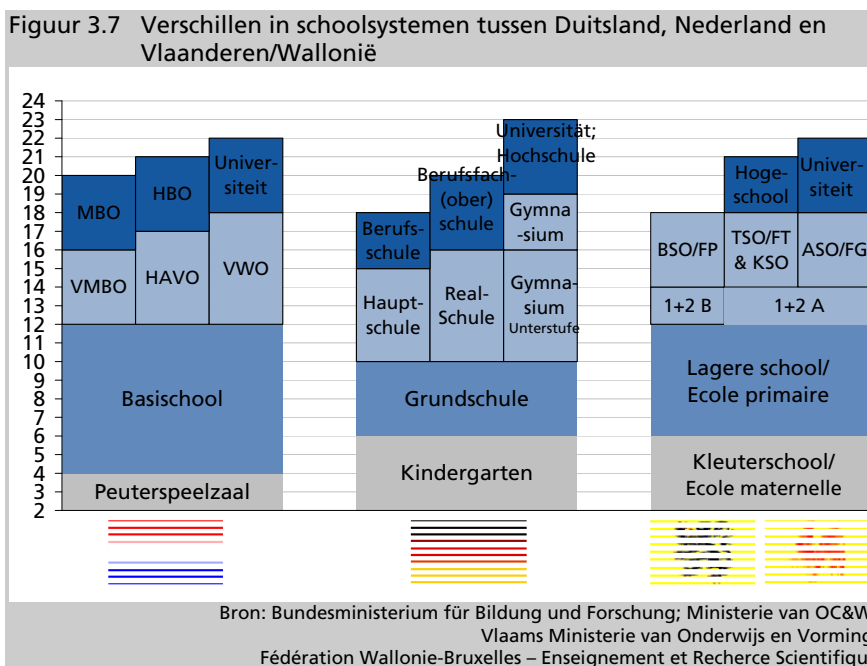 Figuur 3.7 Verschillen in schoolsystemen tussen Duitsland, Nederland en
Vlaanderen/Wallonië
24
23
22
21
20
19
18
17
16
15
14
13
12
11
10
9
8
7
6
5
4
3
2
MBO
HBO
Univer-
siteit
VMBO
HAVO
VWO
Basischool
Peuterspeelzaal
Berufs-
schule
Berufsfach-
(ober)
schule
Universität;
Hochschule
Gymna
-sium
Haupt-
schule
Real-
Schule
Gymna-
sium
Unterstufe
Grundschule
Kindergarten
Hoge-
school
Univer-
siteit
BSO/FP
TSO/FT
& KSO
ASO/FG
1+2 B
1+2 A
Lagere school/
Ecole primaire
Kleuterschool/
Ecole maternelle
Bron: Bundesministerium für Bildung und Forschung; Ministerie van OC&W
Vlaams Ministerie van Onderwijs en Vorming
Fédération Wallonie-Bruxelles – Enseignement et Recherce Scientifiqu